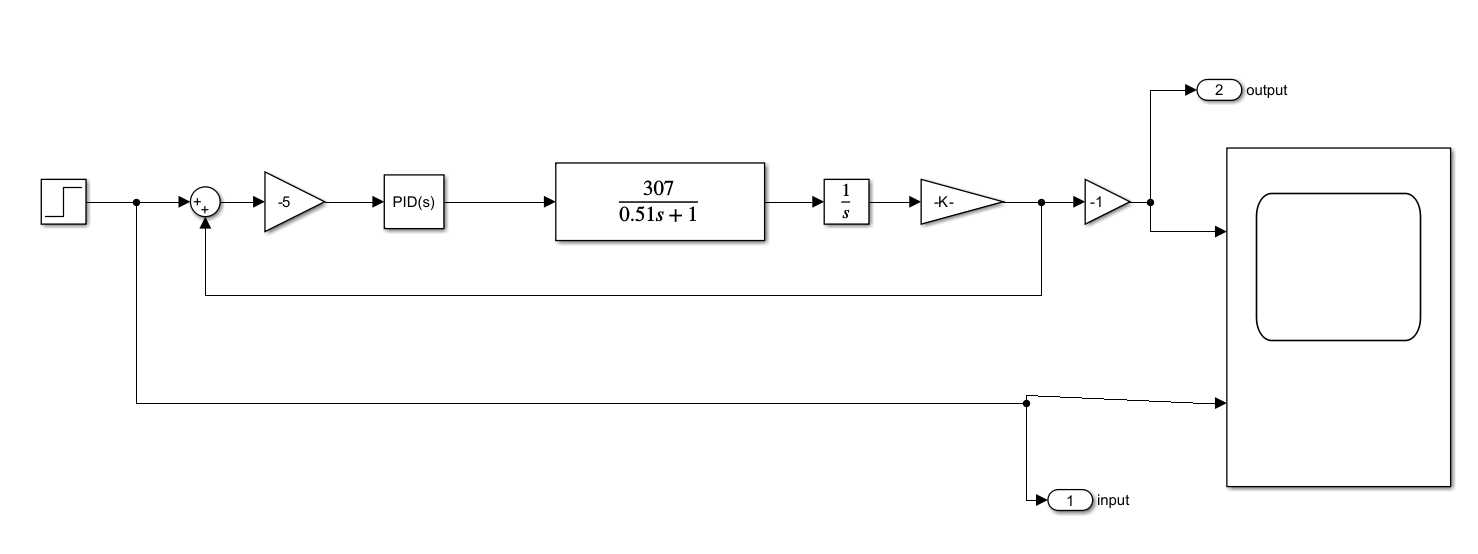 2 output
+
+
-5
PID(s)
307
0.51s + 1
1
s
-K-
-1
1 input